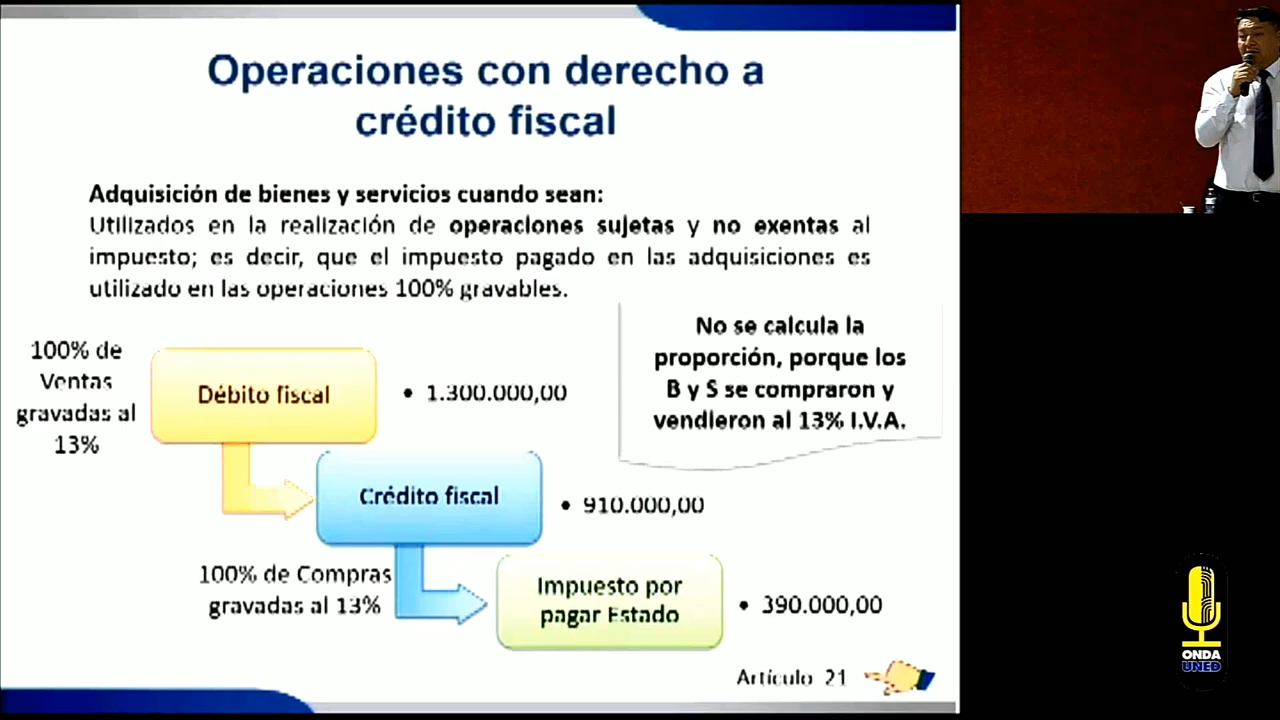 Operaciones con derecho a
crédito fiscal
Adquisición de bienes y servicios cuando sean:
Utilizados en la realización de operaciones sujetas y no exentas al
impuesto; es decir, que el impuesto pagado en las adquisiciones es
utilizado en las operaciones 100% gravables.
No se calcula la
proporción, porque los
B y S se compraron y
vendieron al 13% I.V.A.
100% de
Ventas
gravadas al
13%
Débito fiscal
• 1.300.000,00
Crédito fiscal
• 910.000,00
100% de Compras
gravadas al 13%
Impuesto por
pagar Estado
• 390.000,00
Artículo 21
ONDA
UNED